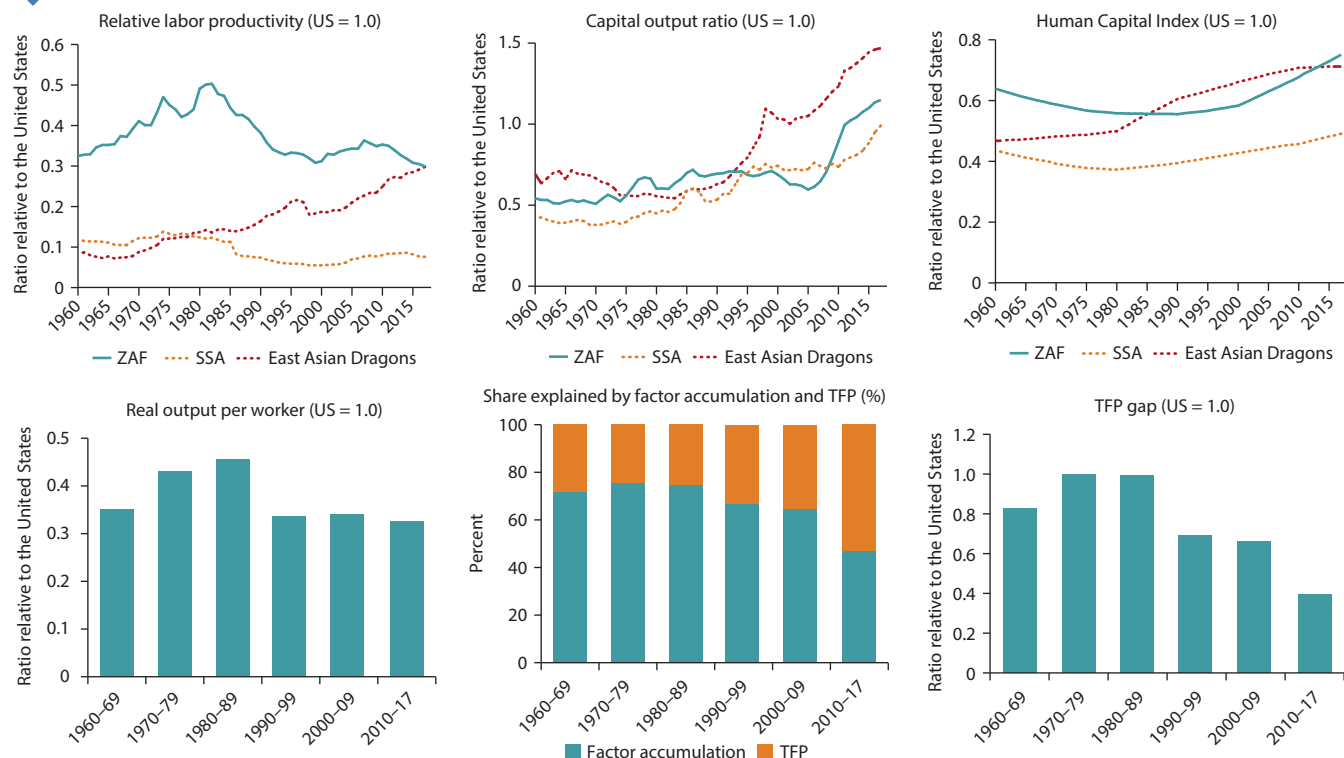 Relative labor productivity (US = 1.0)
Ratio relative to the United States
0.6
0.5
0.4
0.3
0.2
0.1
0
1960 1965 1970 1975 1980 1985 1990 1995 2000 2005 2010 2015
ZAF SSA East Asian Dragons
Capital output ratio (US = 1.0)
Ratio relative to the United States
1.5
1.0
0.5
0
1960 1965 1970 1975 1980 1985 1990 1995 2000 2005 2010 2015
ZAF SSA East Asian Dragons
Human Capital Index (US = 1.0)
Ratio relative to the United States
0.8
0.6
0.4
0.2
0
1960 1965 1970 1975 1980 1985 1990 1995 2000 2005 2010 2015
ZAF SSA East Asian Dragons
Real output per worker (US = 1.0)
Ratio relative to the United States
0.5
0.4
0.3
0.2
0.1
0
1960–69 1970–79 1980–89 1990–99 2000–09 2010–17
Share explained by factor accumulation and TFP (%)
Percent
100
80
60
40
20
0
1960–69 1970–79 1980–89 1990–99 2000–09 2010–17
Factor accumulation TFP
TFP gap (US = 1.0)
Ratio relative to the United States
1.2
1.0
0.8
0.6
0.4
0.2
0
1960–69 1970–79 1980–89 1990–99 2000–09 2010–17